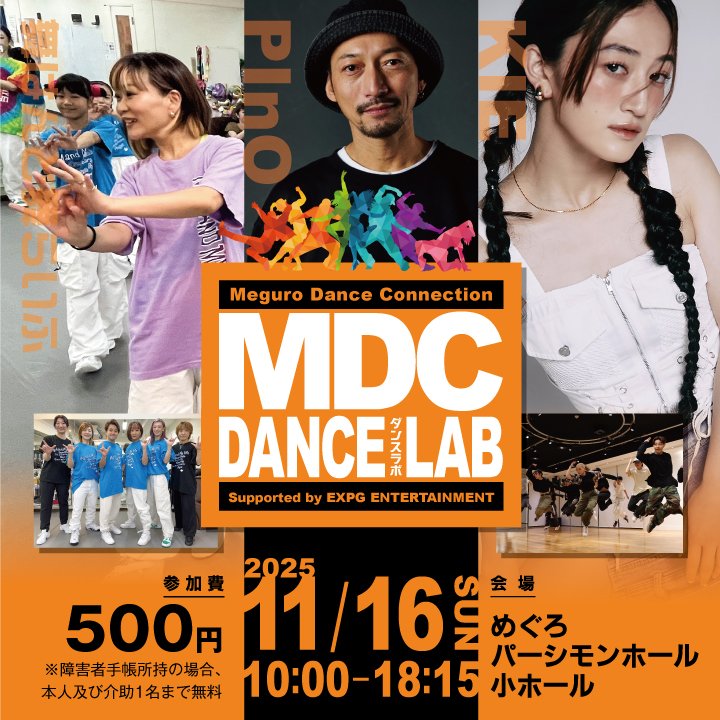 PInO
KIE
Meguro Dance Connection
MDC
DANCE LAB
ダンスラボ
Supported by EXPG ENTERTAINMENT
参加費
500円
※障害者手帳所持の場合、
本人及び介助1名まで無料
2025
11/16
SUN
10:00-18:15
会場
めぐろ
パーシモンホール
小ホール